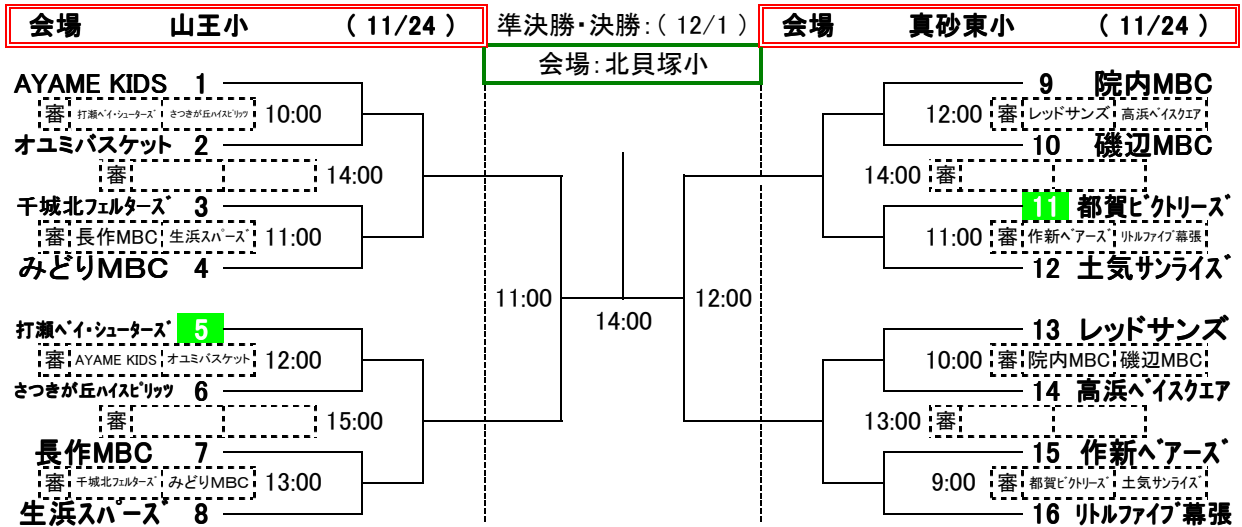 会場 山王小 ( 11/24 )
準決勝・決勝:( 12/1 )
会場:北貝塚小
会場 真砂東小 ( 11/24 )
AYAME KIDS 1
審 打瀬ベイ・シューターズ さつきが丘ハイスピリッツ 10:00
オユミバスケット 2
審 14:00
千城北フェルターズ 3
審 長作MBC 生浜スパーズ 11:00
みどりMBC 4
打瀬ベイ・シューターズ 5
審 AYAME KIDS オユミバスケット 12:00
さつきが丘ハイスピリッツ 6
審 15:00
長作MBC 7
審 千城北フェルターズ みどりMBC 13:00
生浜スパーズ 8
11:00
14:00
12:00
9 院内MBC
12:00 審 レッドサンズ 高浜ベイスクエア
10 磯辺MBC
14:00 審
11 都賀ビクトリーズ
11:00 審 作新ベアーズ リトルファイブ幕張
12 土気サンライズ
13 レッドサンズ
10:00 審 院内MBC 磯辺MBC
14 高浜ベイスクエア
13:00 審
15 作新ベアーズ
9:00 審 都賀ビクトリーズ 土気サンライズ
16 リトルファイブ幕張